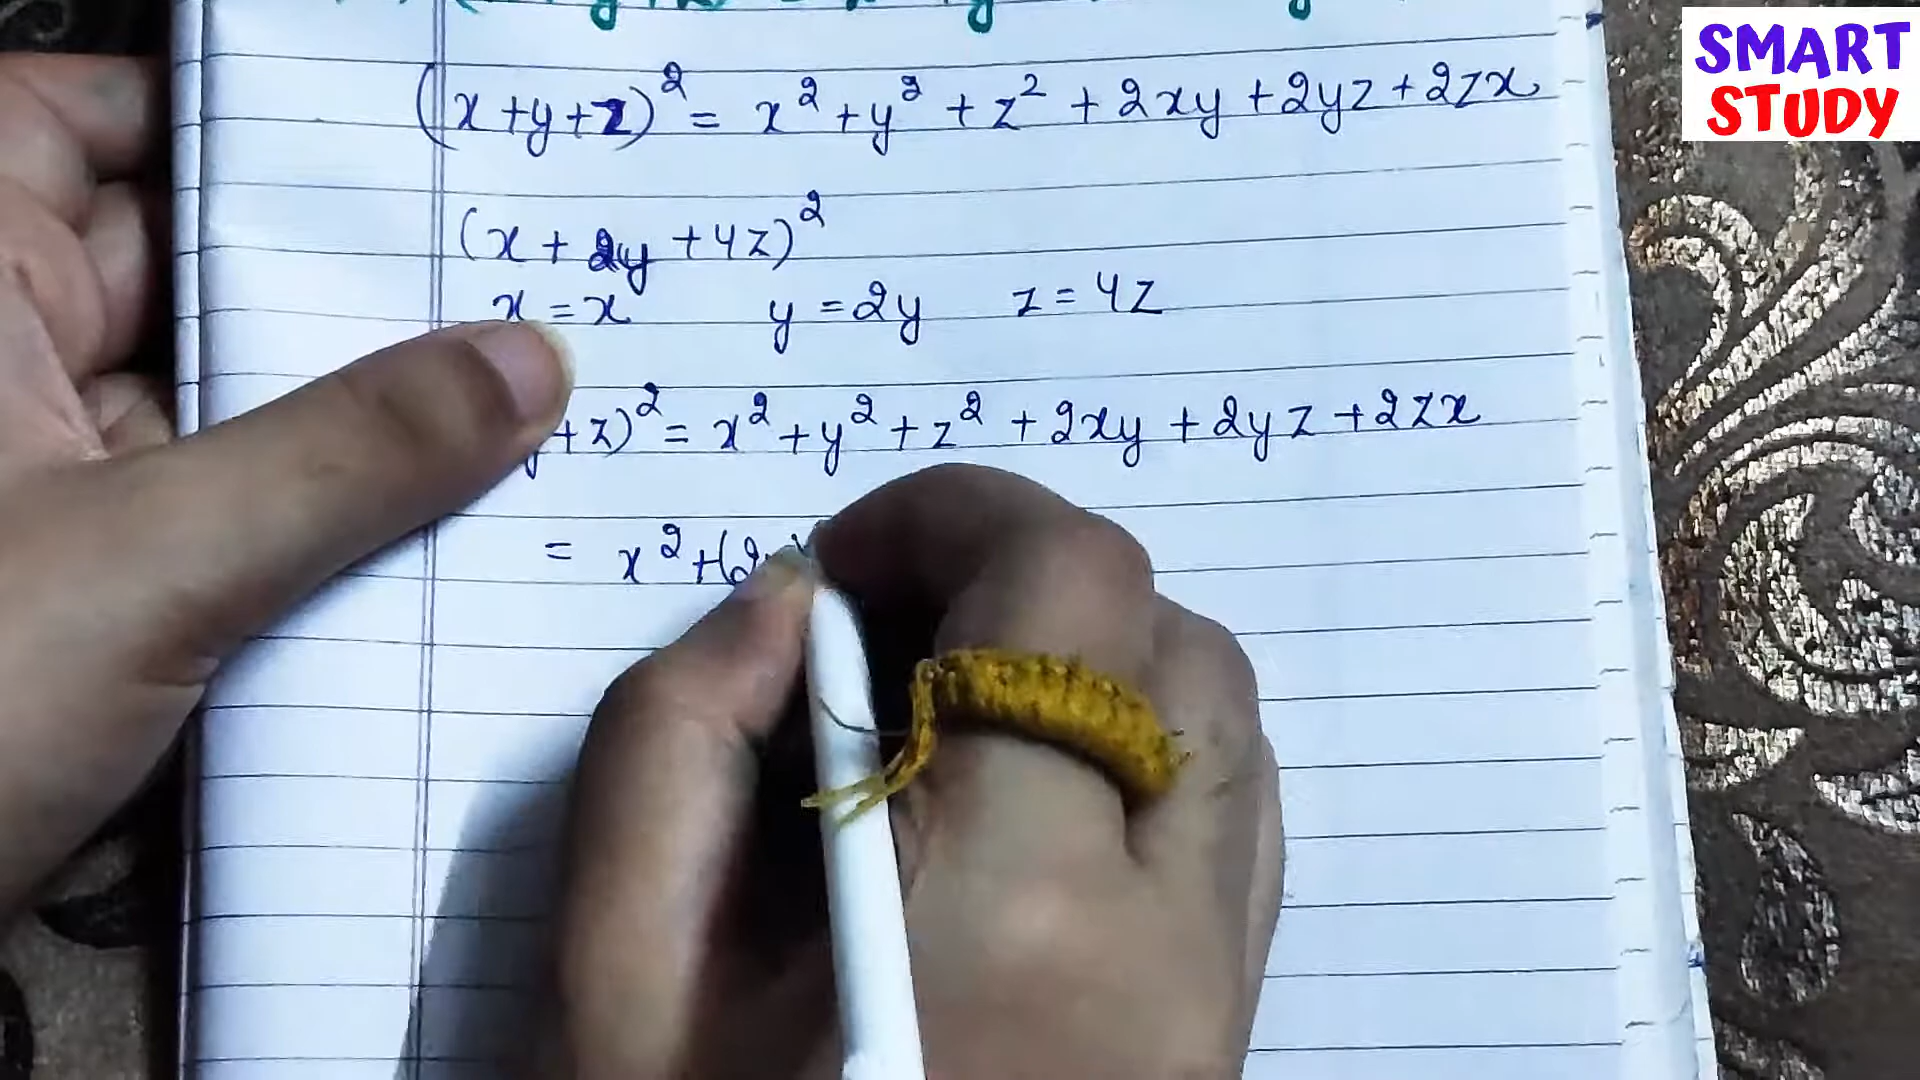 SMART
STUDY
(x+y+z)² = x² + y² + z² + 2xy + 2yz + 2zx
(x + 2y + 4z)²
x = x y = 2y z = 4z
+ z)² = x² + y² + z² + 2xy + 2yz + 2zx
= x² + (2